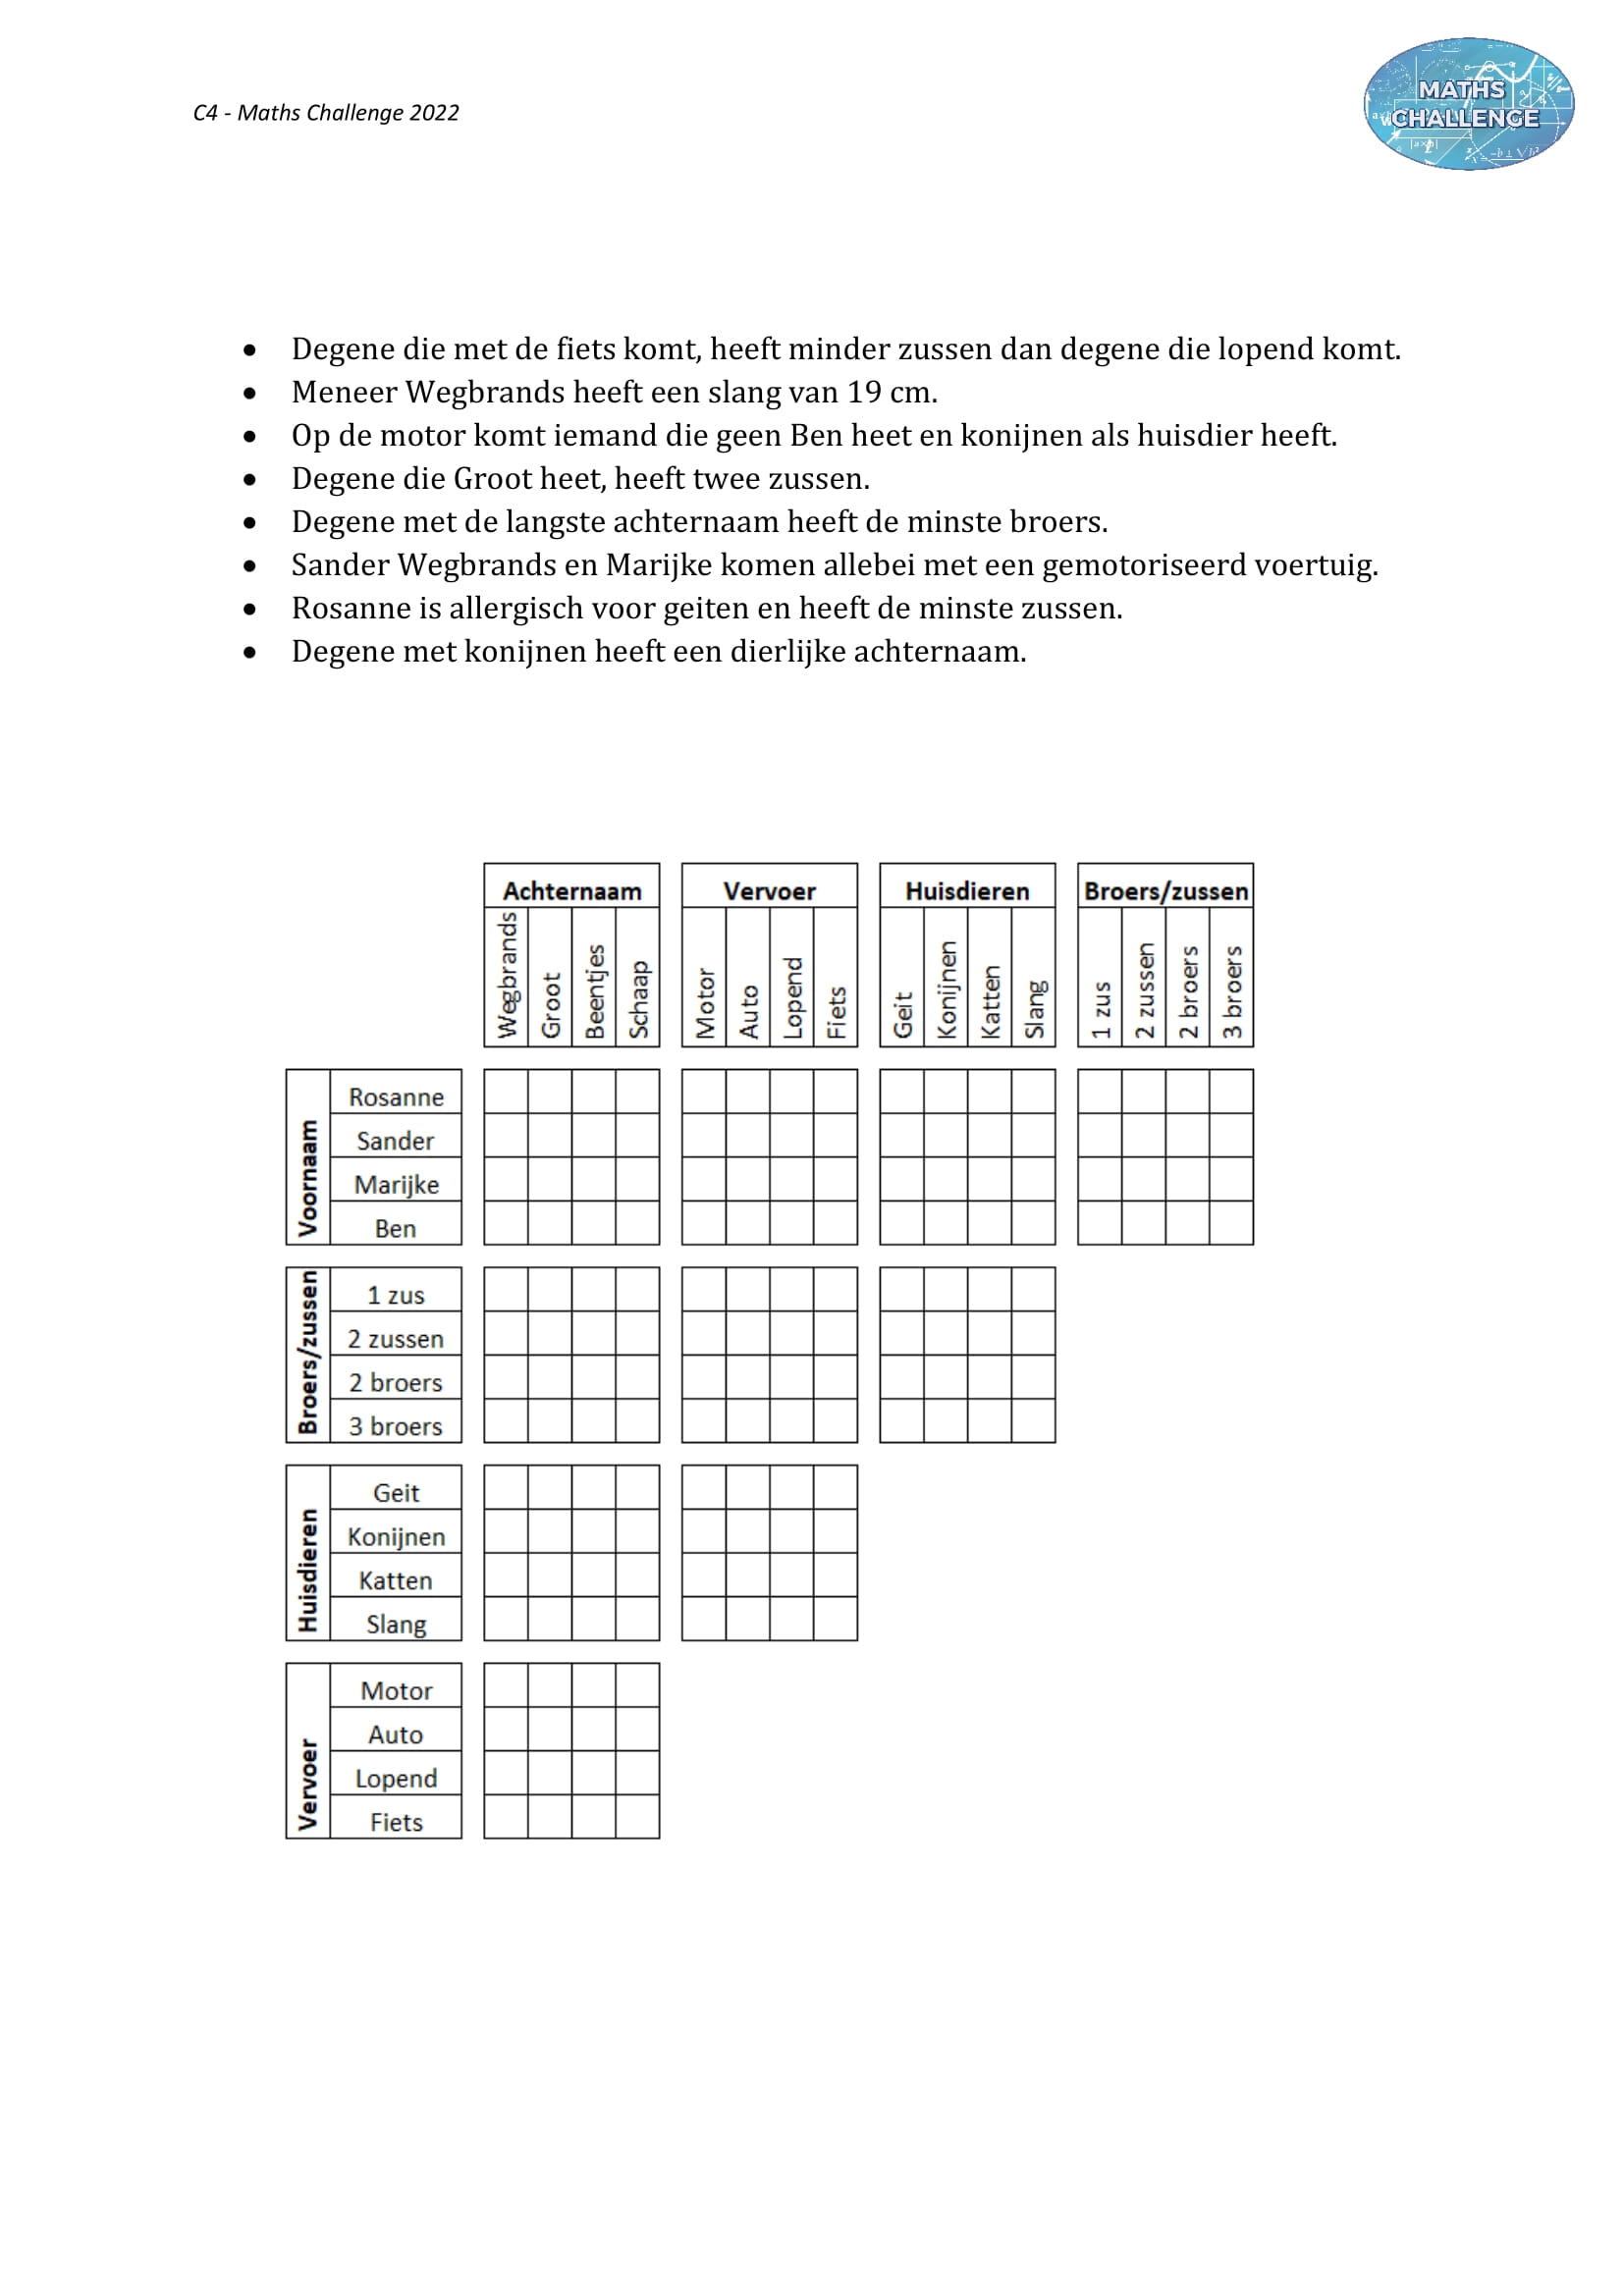 C4 - Maths Challenge 2022
MATHS
CHALLENGE
• Degene die met de fiets komt, heeft minder zussen dan degene die lopend komt.
• Meneer Wegbrands heeft een slang van 19 cm.
• Op de motor komt iemand die geen Ben heet en konijnen als huisdier heeft.
• Degene die Groot heet, heeft twee zussen.
• Degene met de langste achternaam heeft de minste broers.
• Sander Wegbrands en Marijke komen allebei met een gemotoriseerd voertuig.
• Rosanne is allergisch voor geiten en heeft de minste zussen.
• Degene met konijnen heeft een dierlijke achternaam.
Achternaam Vervoer Huisdieren Broers/zussen
Wegbrands Groot Beentjes Schaap Motor Auto Lopend Fiets Geit Konijnen Katten Slang 1 zus 2 zussen 2 broers 3 broers
Voornaam
Rosanne
Sander
Marijke
Ben
Broers/zussen
1 zus
2 zussen
2 broers
3 broers
Huisdieren
Geit
Konijnen
Katten
Slang
Vervoer
Motor
Auto
Lopend
Fiets